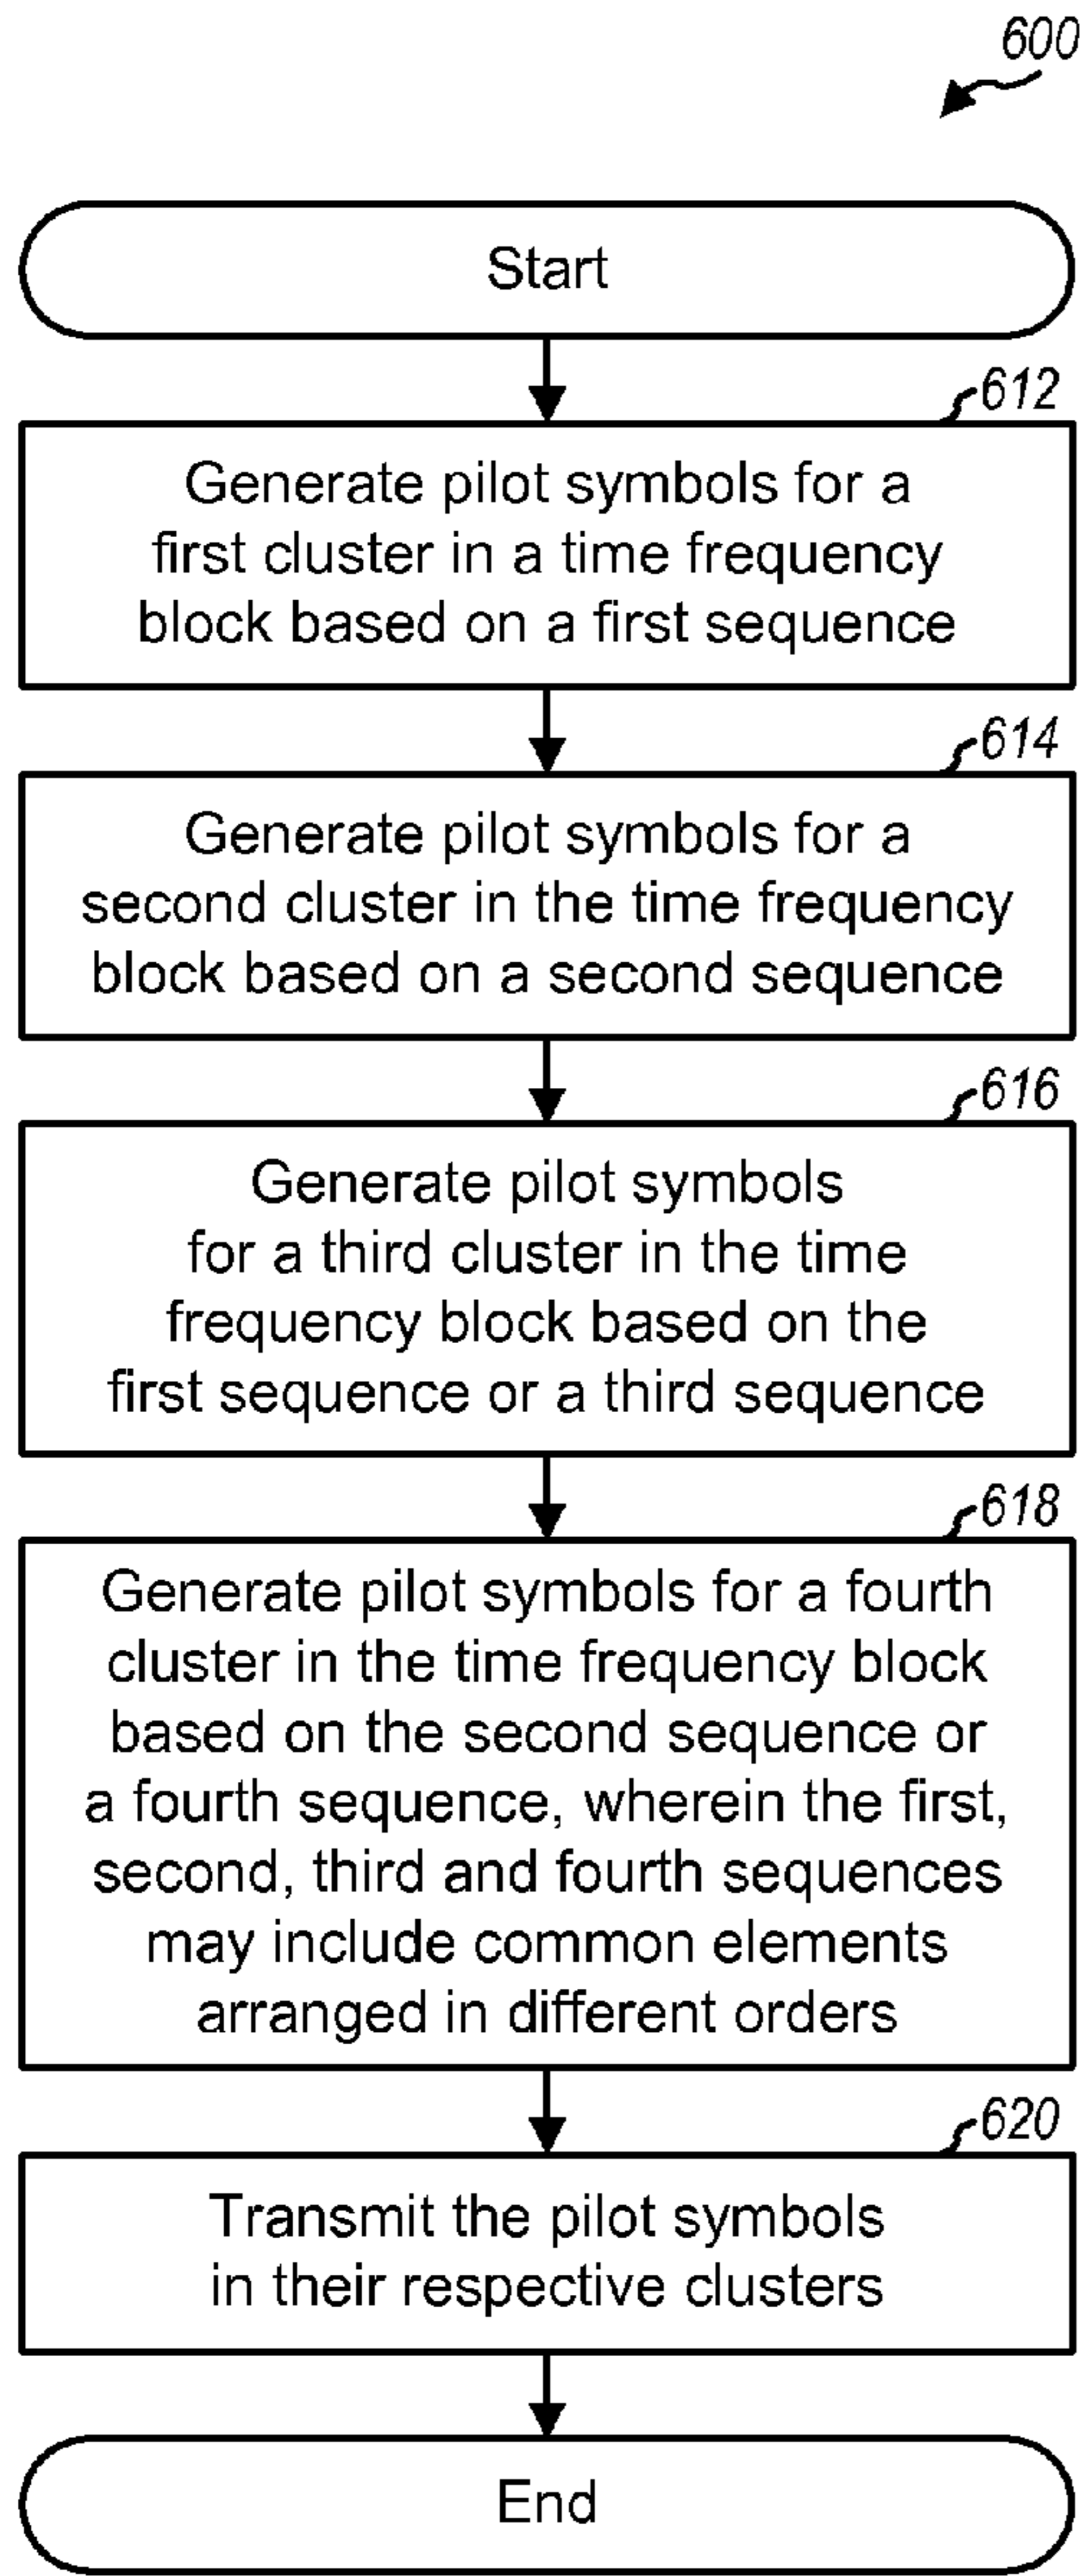 600
Start
612
Generate pilot symbols for a
first cluster in a time frequency
block based on a first sequence
614
Generate pilot symbols for a
second cluster in the time frequency
block based on a second sequence
616
Generate pilot symbols
for a third cluster in the time
frequency block based on the
first sequence or a third sequence
618
Generate pilot symbols for a fourth
cluster in the time frequency block
based on the second sequence or
a fourth sequence, wherein the first,
second, third and fourth sequences
may include common elements
arranged in different orders
620
Transmit the pilot symbols
in their respective clusters
End